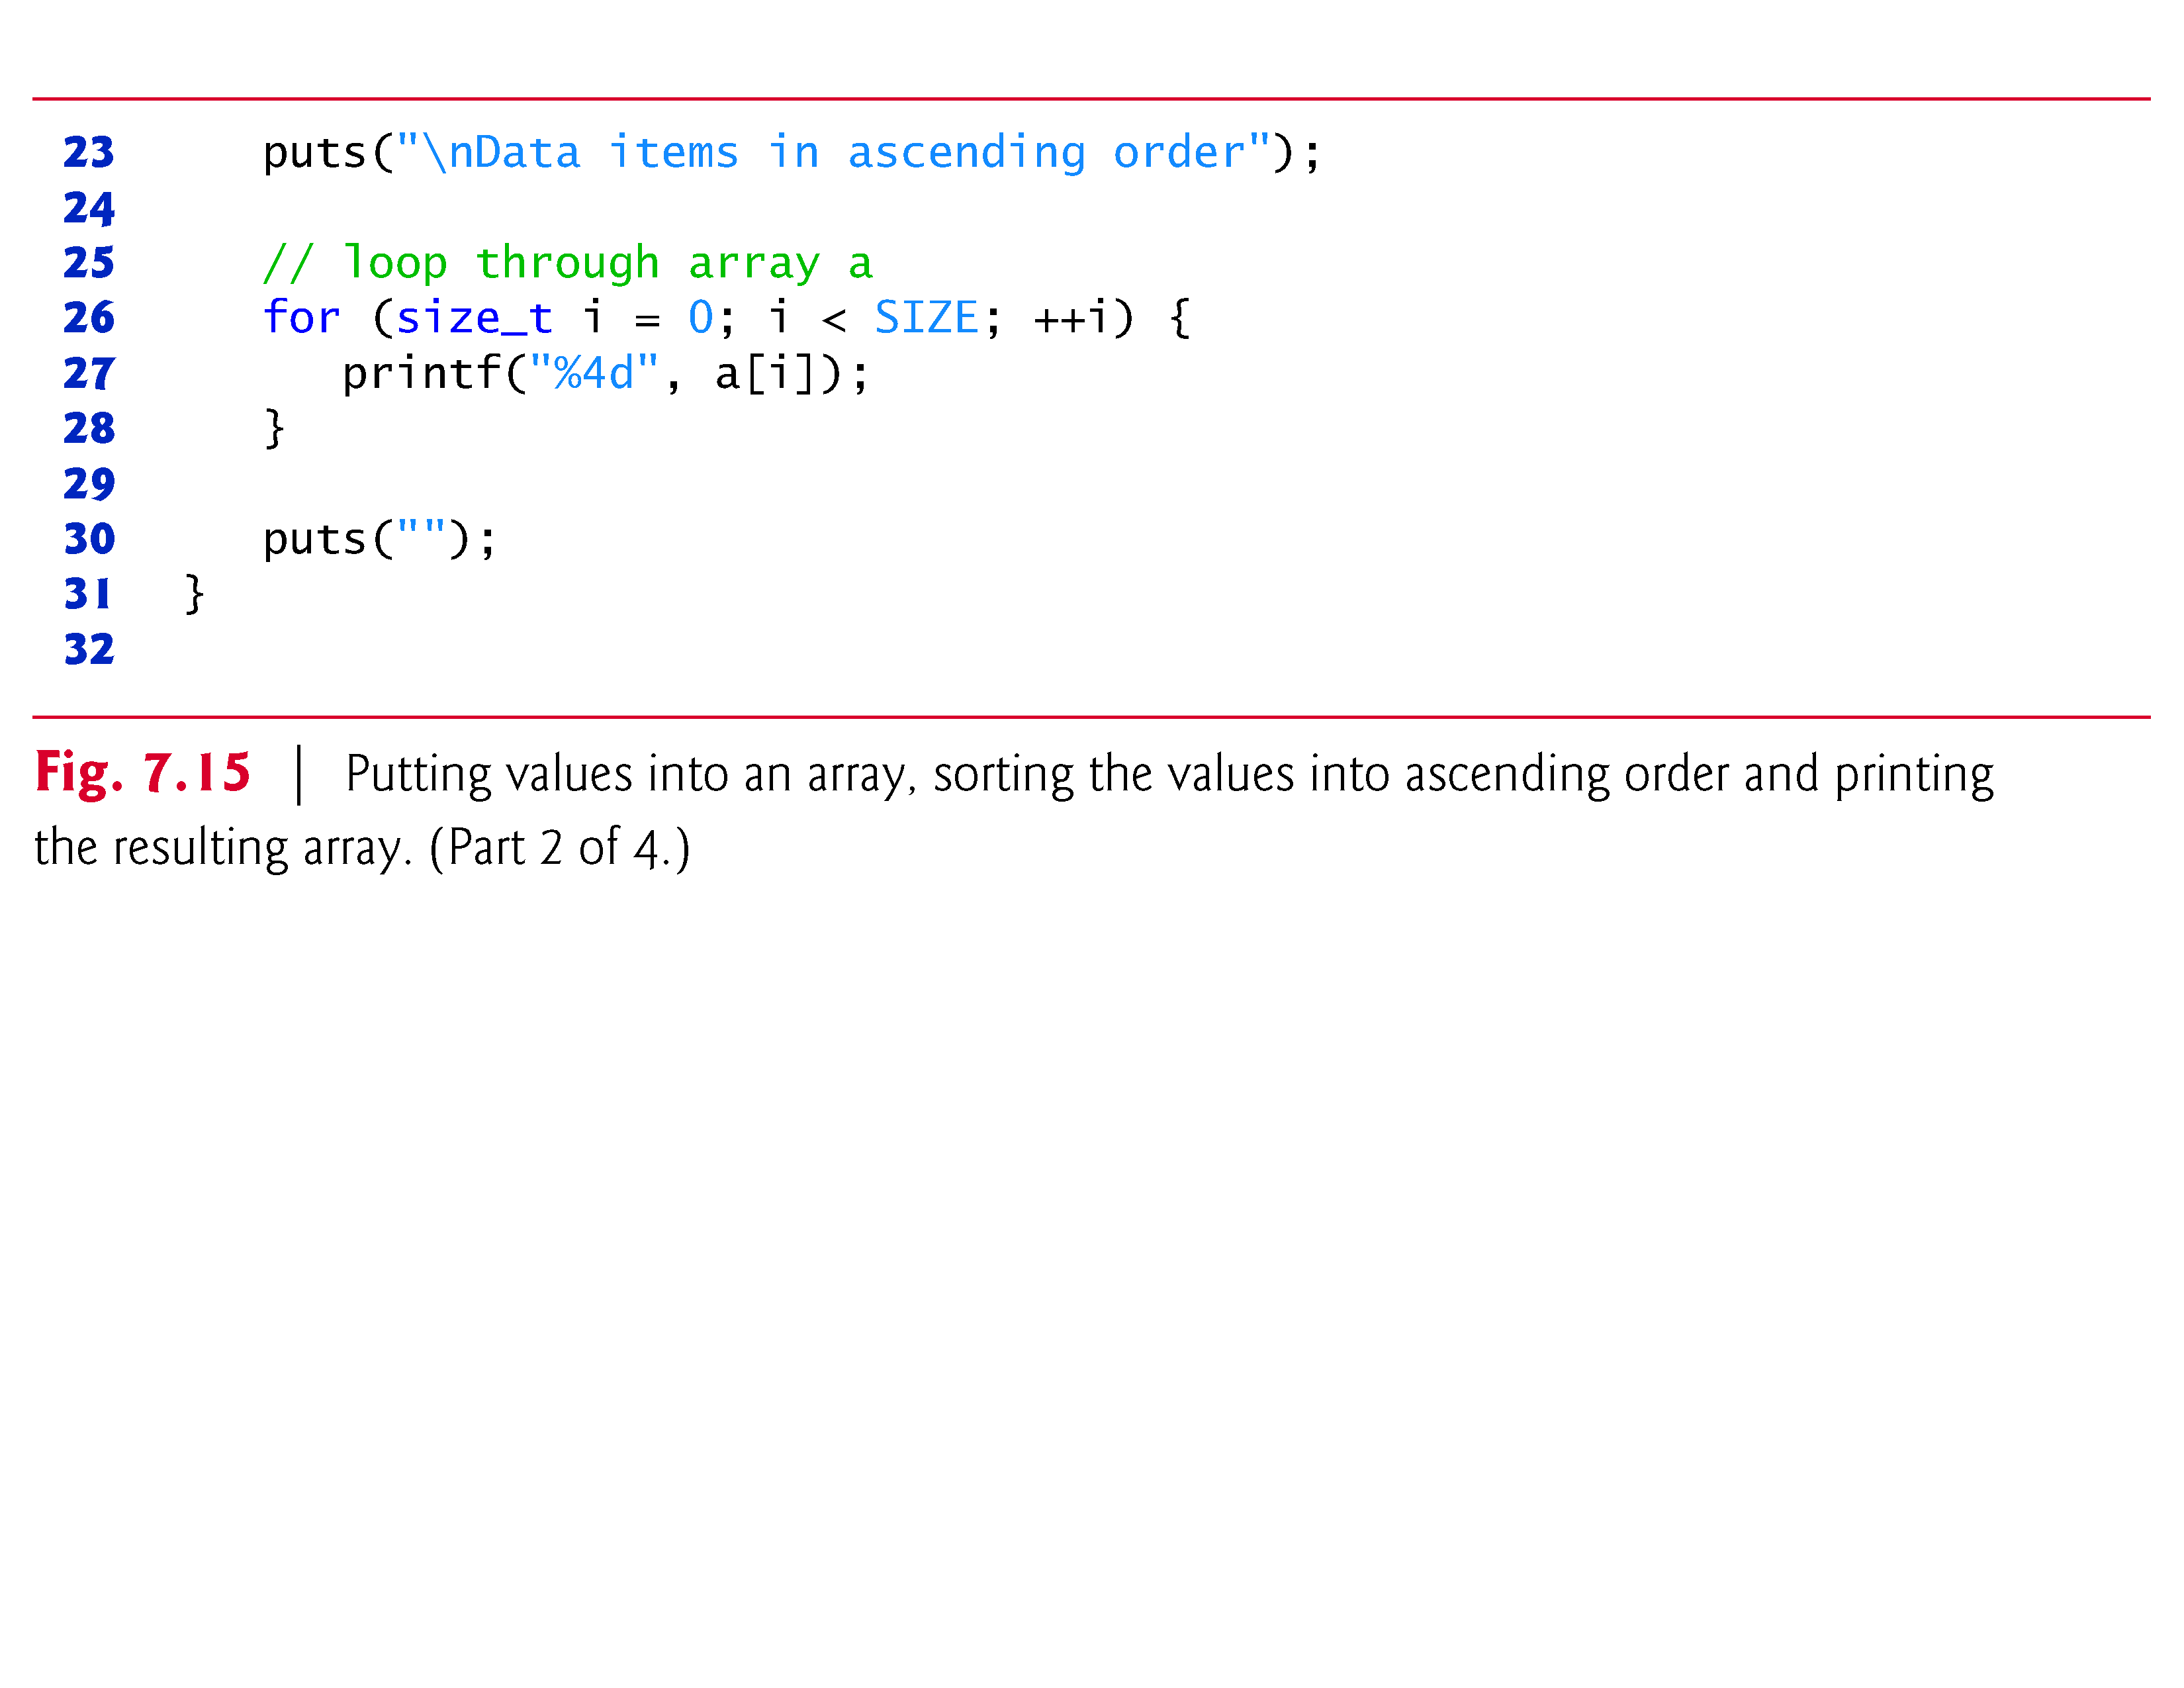 23 puts("\nData items in ascending order");
24
25 // loop through array a
26 for (size_t i = 0; i < SIZE; ++i) {
27 printf("%4d", a[i]);
28 }
29
30 puts("");
31 }
32
Fig. 7.15 | Putting values into an array, sorting the values into ascending order and printing
the resulting array. (Part 2 of 4.)